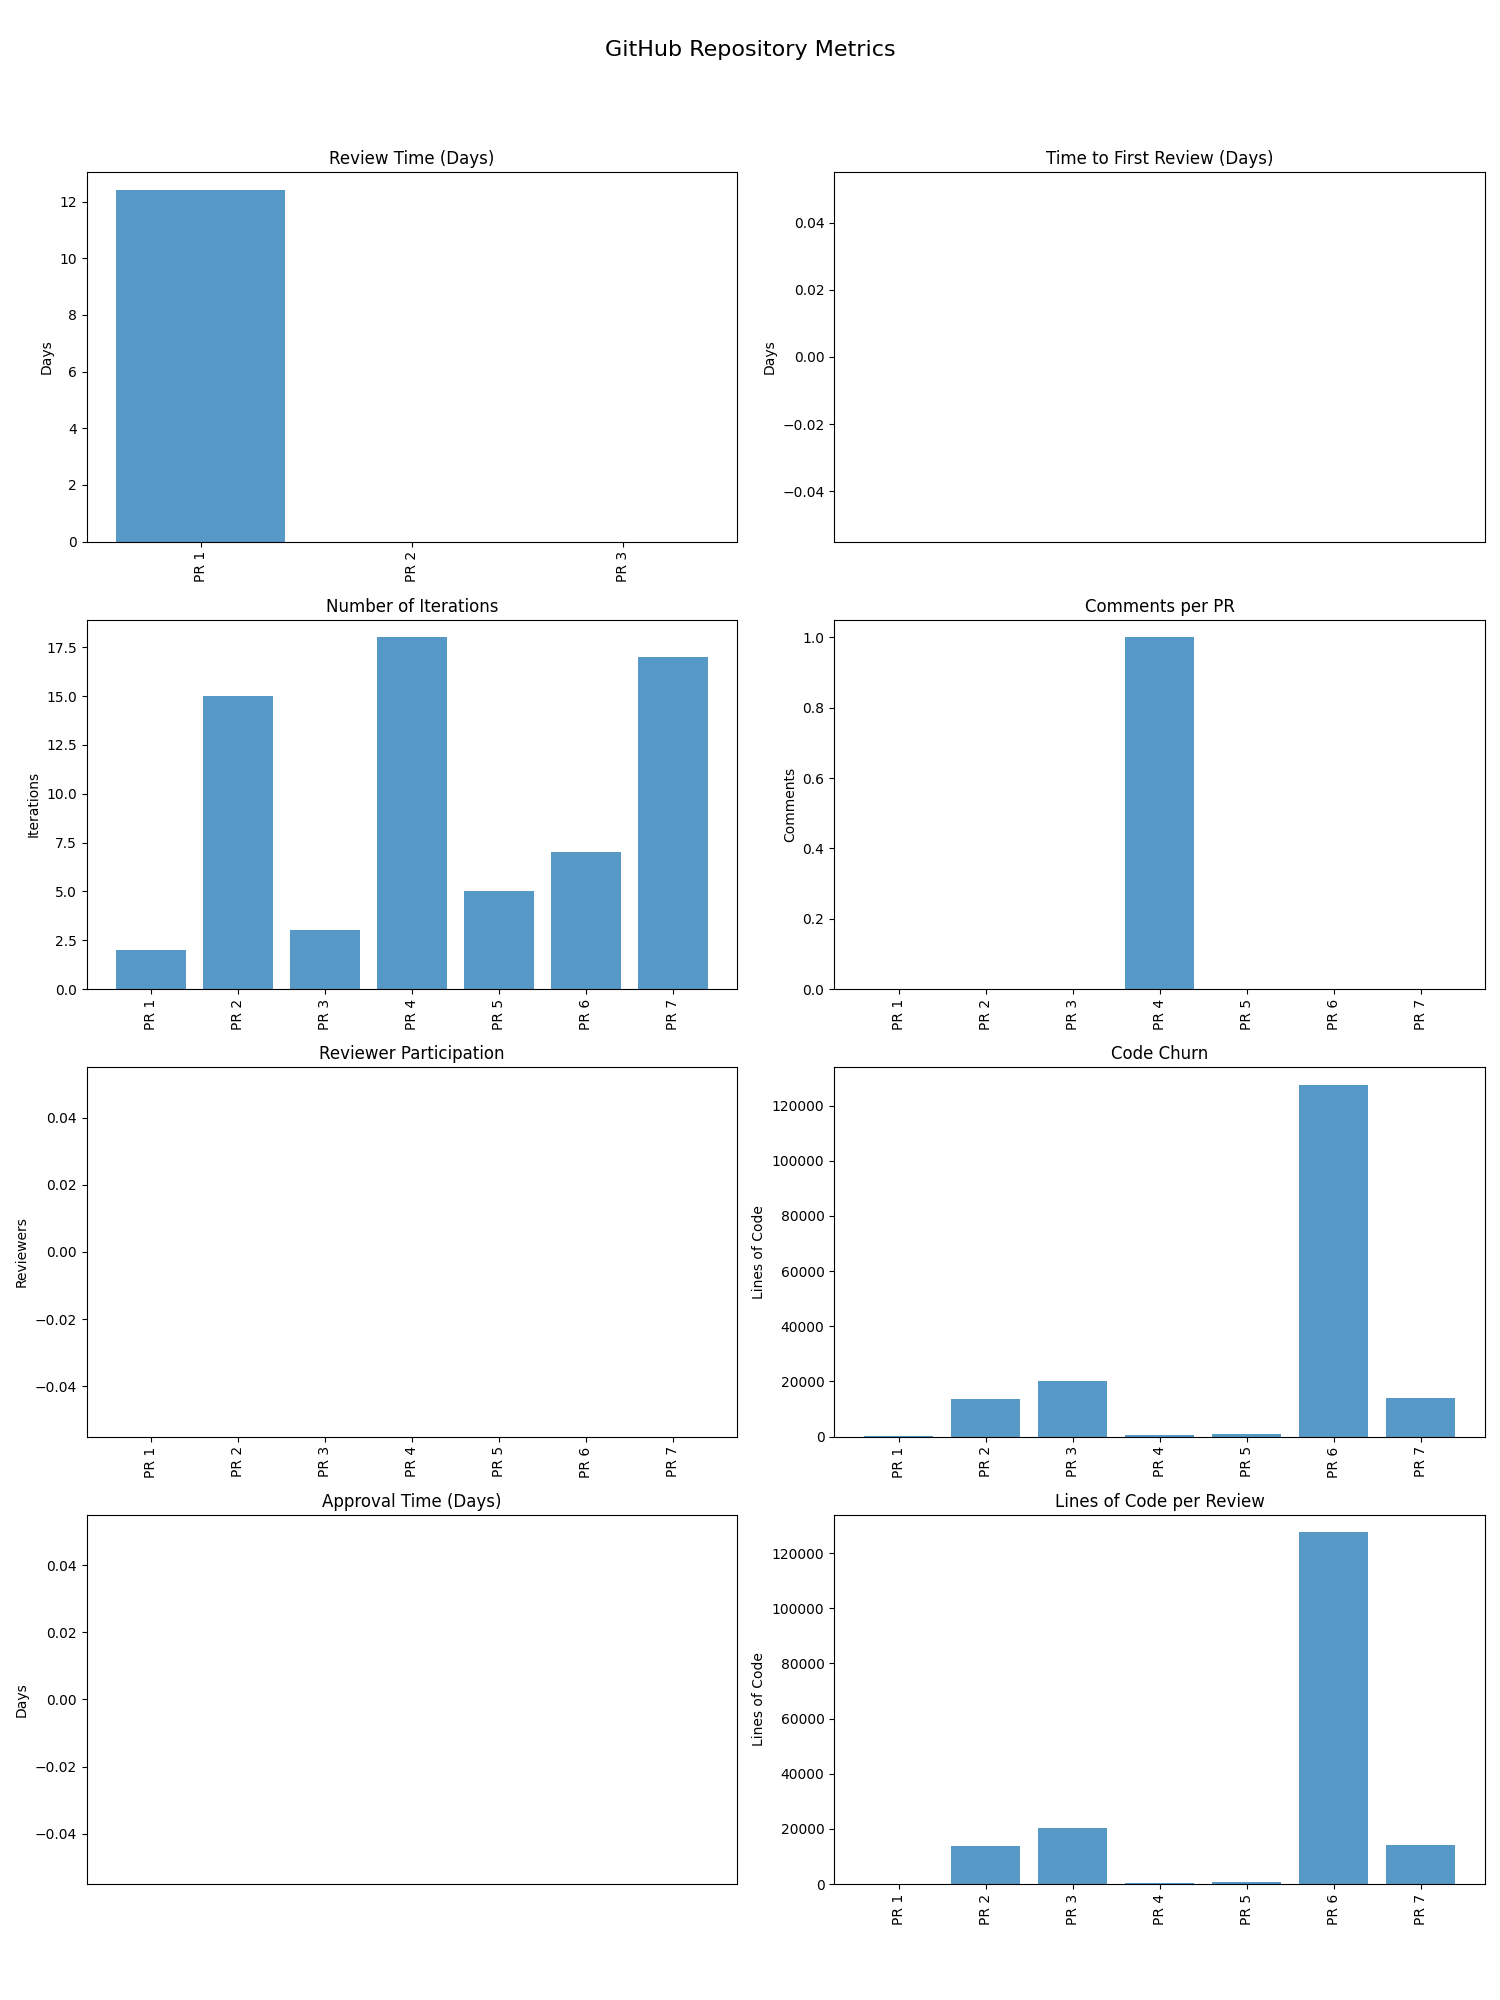 GitHub Repository Metrics
Review Time (Days)
Days
12
10
8
6
4
2
0
PR 1
PR 2
PR 3
Time to First Review (Days)
Days
0.04
0.02
0.00
−0.02
−0.04
Number of Iterations
Iterations
17.5
15.0
12.5
10.0
7.5
5.0
2.5
0.0
PR 1
PR 2
PR 3
PR 4
PR 5
PR 6
PR 7
Comments per PR
Comments
1.0
0.8
0.6
0.4
0.2
0.0
PR 1
PR 2
PR 3
PR 4
PR 5
PR 6
PR 7
Reviewer Participation
Reviewers
0.04
0.02
0.00
−0.02
−0.04
PR 1
PR 2
PR 3
PR 4
PR 5
PR 6
PR 7
Code Churn
Lines of Code
120000
100000
80000
60000
40000
20000
0
PR 1
PR 2
PR 3
PR 4
PR 5
PR 6
PR 7
Approval Time (Days)
Days
0.04
0.02
0.00
−0.02
−0.04
Lines of Code per Review
Lines of Code
120000
100000
80000
60000
40000
20000
0
PR 1
PR 2
PR 3
PR 4
PR 5
PR 6
PR 7